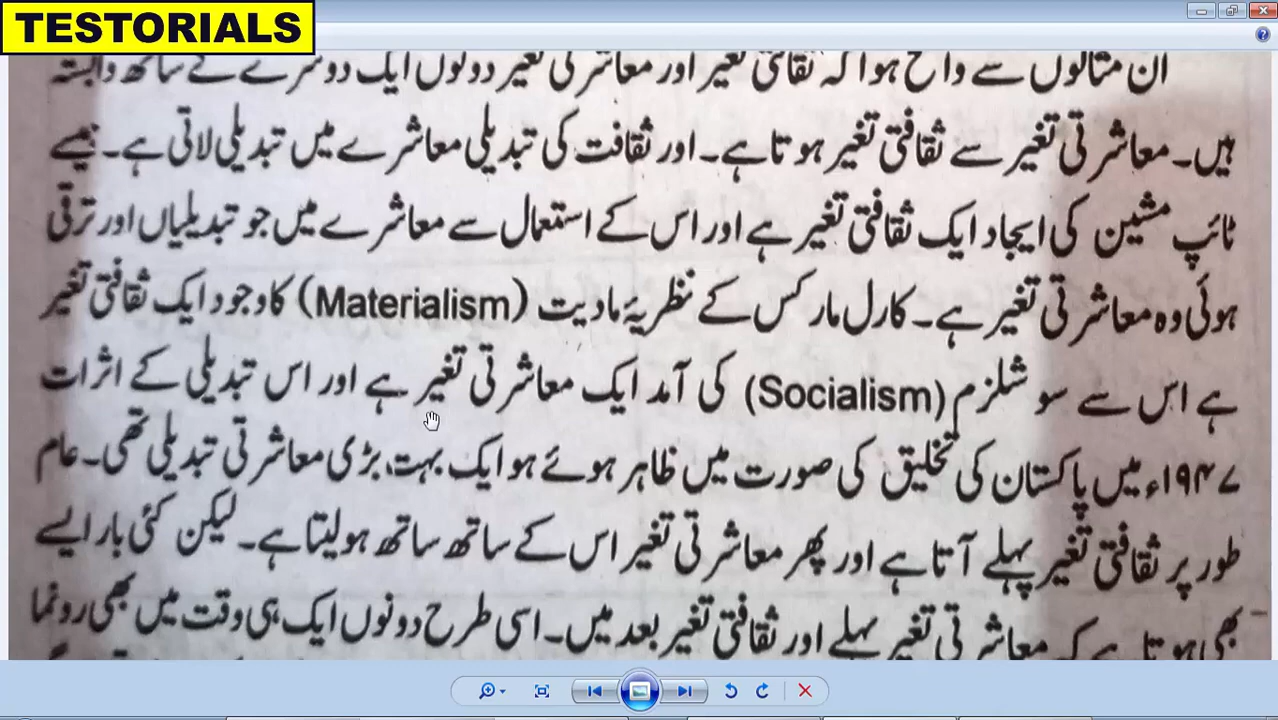 TESTORIALS
ان مثالوں سے واضح ہوا کہ ثقافتی تغیر اور معاشرتی تغیر دونوں ایک دوسرے کے ساتھ وابستہ
ہیں۔ معاشرتی تغیر سے ثقافتی تغیر ہوتا ہے۔ اور ثقافت کی تبدیلی معاشرے میں تبدیلی لاتی ہے۔ جیسے
ٹائپ مشین کی ایجاد ایک ثقافتی تغیر ہے اور اس کے استعمال سے معاشرے میں جو تبدیلیاں اور ترقی
ہوئی وہ معاشرتی تغیر ہے۔ کارل مارکس کے نظریۂ مادیت (Materialism) کا وجود ایک ثقافتی تغیر
ہے اس سے سوشلزم (Socialism) کی آمد ایک معاشرتی تغیر ہے اور اس تبدیلی کے اثرات
۱۹۴۷ء میں پاکستان کی تخلیق کی صورت میں ظاہر ہوئے ہو ایک بہت بڑی معاشرتی تبدیلی تھی۔ عام
طور پر ثقافتی تغیر پہلے آتا ہے اور پھر معاشرتی تغیر اس کے ساتھ ساتھ ہو لیتا ہے۔ لیکن کئی بار ایسے
بھی ہوتا ہے کہ معاشرتی تغیر پہلے اور ثقافتی تغیر بعد میں۔ اسی طرح دونوں ایک ہی وقت میں بھی رونما